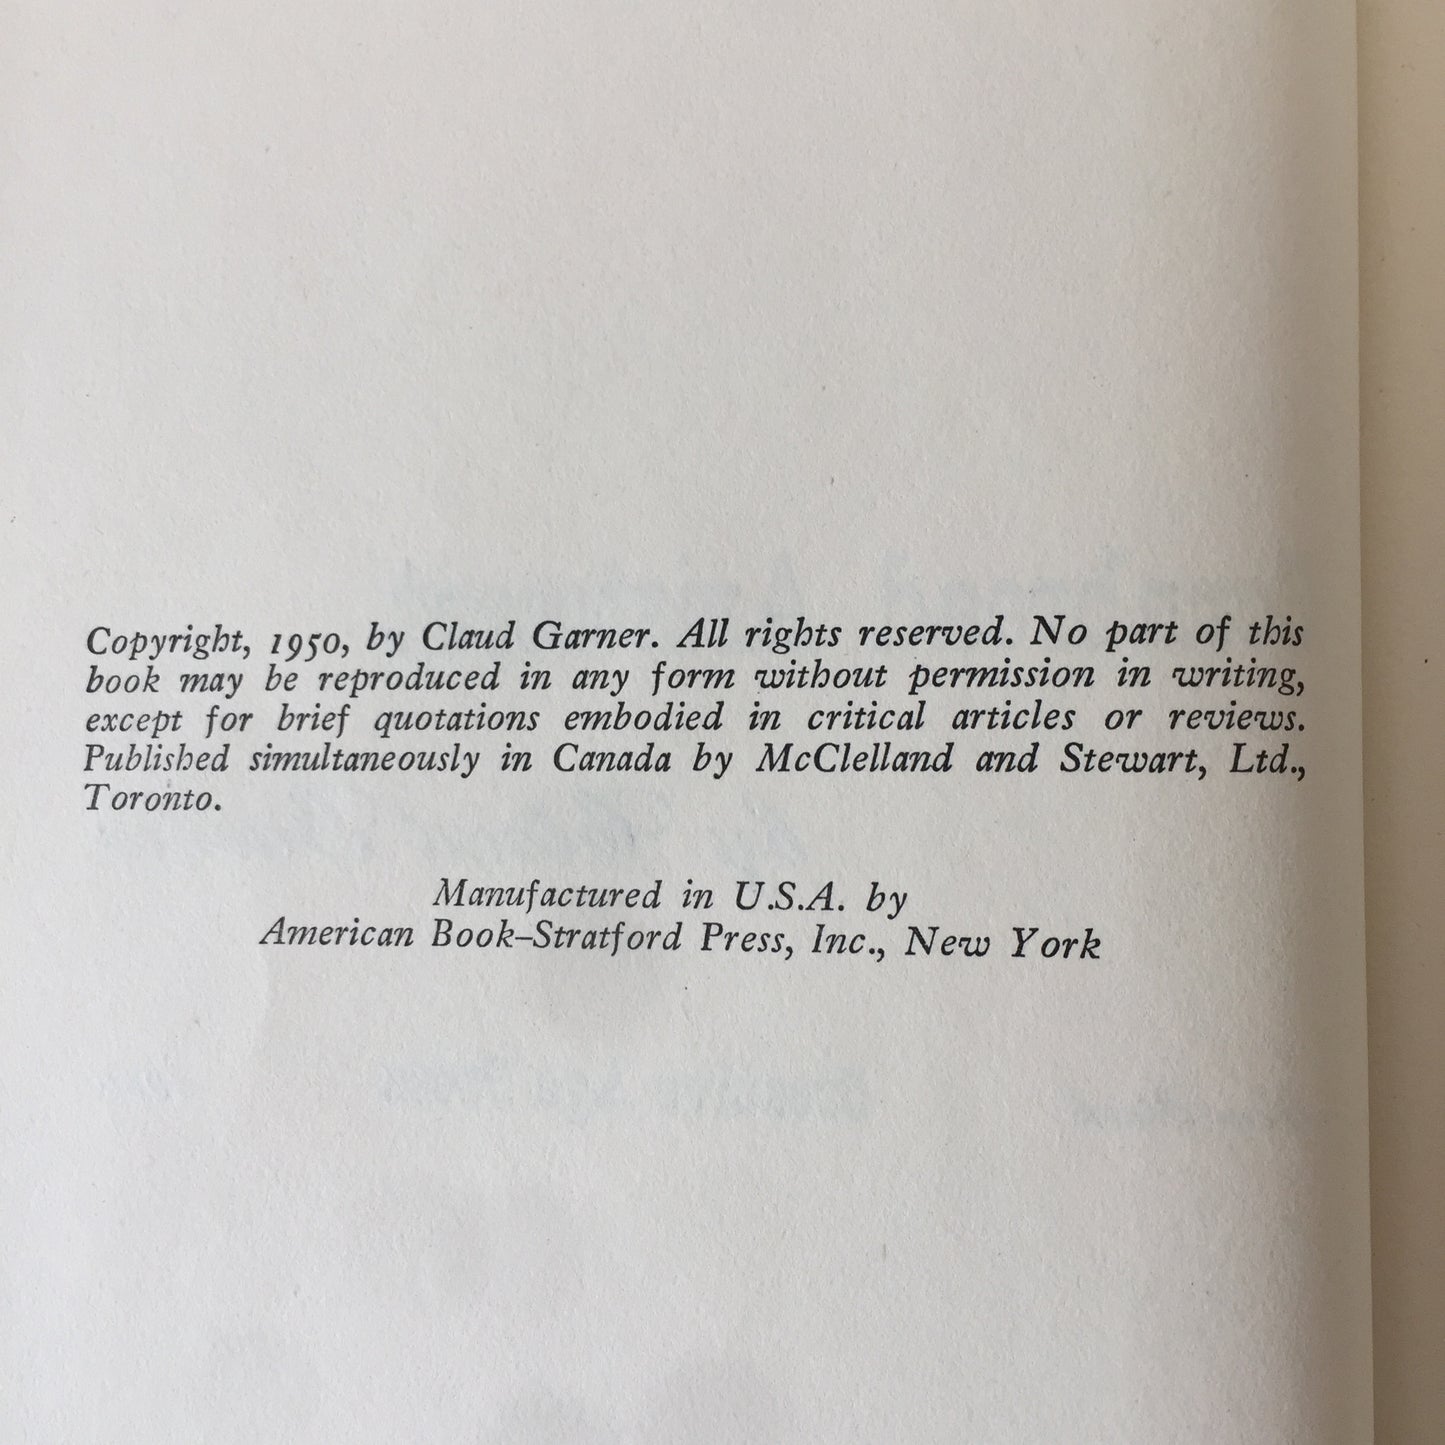 Copyright, 1950, by Claud Garner. All rights reserved. No part of this
book may be reproduced in any form without permission in writing,
except for brief quotations embodied in critical articles or reviews.
Published simultaneously in Canada by McClelland and Stewart, Ltd.,
Toronto.
Manufactured in U.S.A. by
American Book–Stratford Press, Inc., New York